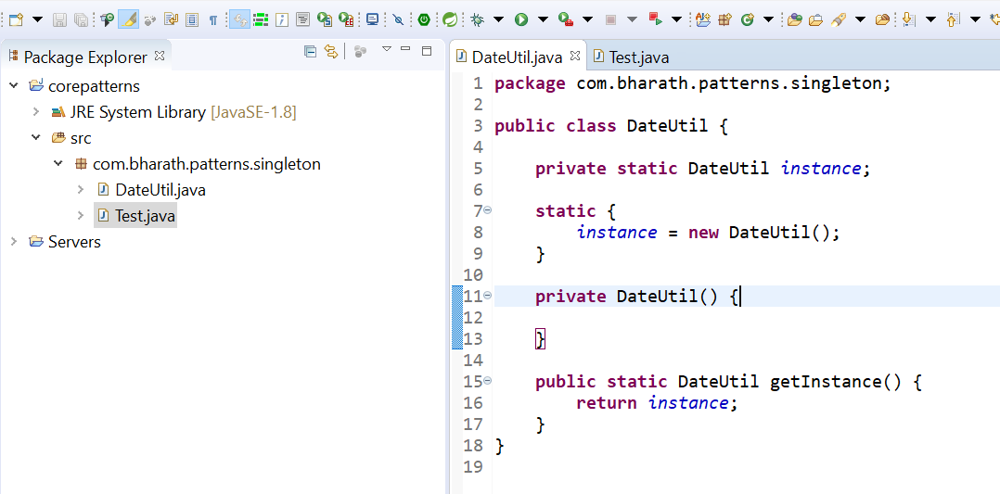 Package Explorer
corepatterns
JRE System Library [JavaSE-1.8]
src
com.bharath.patterns.singleton
DateUtil.java
Test.java
Servers
DateUtil.java Test.java
1 package com.bharath.patterns.singleton;
2
3 public class DateUtil {
4
5 private static DateUtil instance;
6
7 static {
8 instance = new DateUtil();
9 }
10
11 private DateUtil() {
12
13 }
14
15 public static DateUtil getInstance() {
16 return instance;
17 }
18 }
19